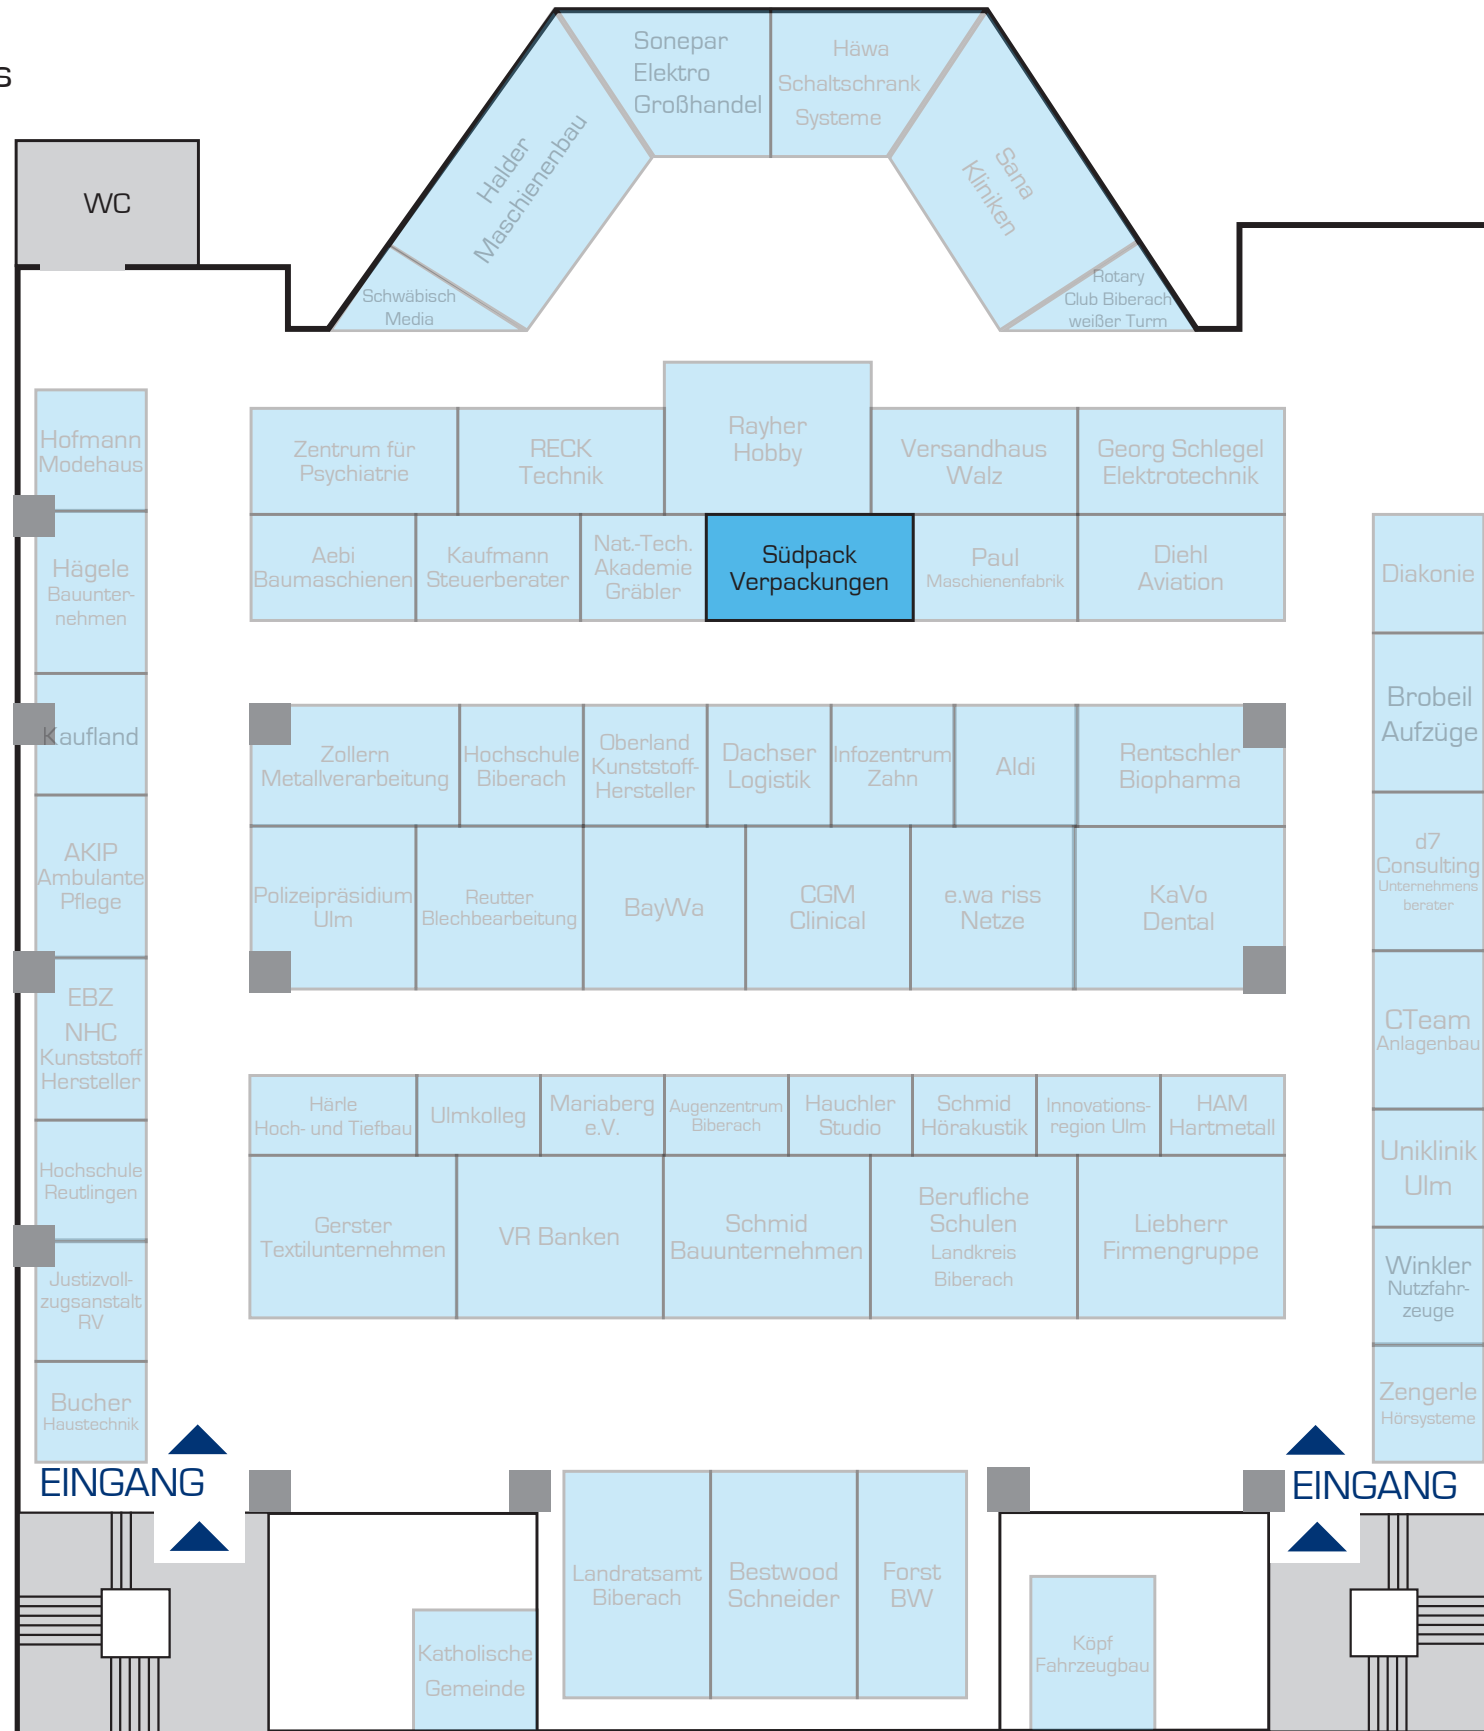 s
WC
Sonepar
Elektro
Großhandel
Häwa
Schaltschrank
Systeme
Halder
Maschienenbau
Sana
Kliniken
Schwäbisch
Media
Rotary
Club Biberach
weißer Turm
Hofmann
Modehaus
Hägele
Bauunter-
nehmen
Kaufland
AKIP
Ambulante
Pflege
EBZ
NHC
Kunststoff
Hersteller
Hochschule
Reutlingen
Justizvoll-
zugsanstalt
RV
Bucher
Haustechnik
Zentrum für
Psychiatrie
RECK
Technik
Rayher
Hobby
Versandhaus
Walz
Georg Schlegel
Elektrotechnik
Aebi
Baumaschienen
Kaufmann
Steuerberater
Nat.-Tech.
Akademie
Gräbler
Südpack
Verpackungen
Paul
Maschienenfabrik
Diehl
Aviation
Zollern
Metallverarbeitung
Hochschule
Biberach
Oberland
Kunststoff-
Hersteller
Dachser
Logistik
Infozentrum
Zahn
Aldi
Rentschler
Biopharma
Polizeipräsidium
Ulm
Reutter
Blechbearbeitung
BayWa
CGM
Clinical
e.wa riss
Netze
KaVo
Dental
Härle
Hoch- und Tiefbau
Ulmkolleg
Mariaberg
e.V.
Augenzentrum
Biberach
Hauchler
Studio
Schmid
Hörakustik
Innovations-
region Ulm
HAM
Hartmetall
Gerster
Textilunternehmen
VR Banken
Schmid
Bauunternehmen
Berufliche
Schulen
Landkreis
Biberach
Liebherr
Firmengruppe
Diakonie
Brobeil
Aufzüge
d7
Consulting
Unternehmens
berater
CTeam
Anlagenbau
Uniklinik
Ulm
Winkler
Nutzfahr-
zeuge
Zengerle
Hörsysteme
EINGANG
EINGANG
Katholische
Gemeinde
Landratsamt
Biberach
Bestwood
Schneider
Forst
BW
Köpf
Fahrzeugbau